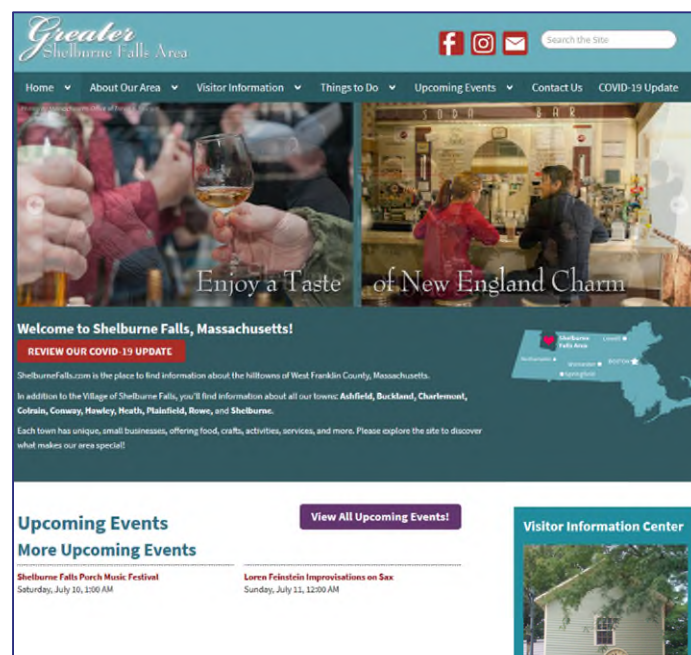 Greater
Shelburne Falls Area
Search the Site
Home About Our Area Visitor Information Things to Do Upcoming Events Contact Us COVID-19 Update
SODA BAR
Enjoy a Taste of New England Charm
Welcome to Shelburne Falls, Massachusetts!
REVIEW OUR COVID-19 UPDATE
ShelburneFalls.com is the place to find information about the hilltowns of West Franklin County, Massachusetts.
In addition to the Village of Shelburne Falls, you'll find information about all our towns: Ashfield, Buckland, Charlemont,
Colrain, Conway, Hawley, Heath, Plainfield, Rowe, and Shelburne.
Each town has unique, small businesses, offering food, crafts, activities, services, and more. Please explore the site to discover
what makes our area special!
Shelburne
Falls Area
Lowell
Northampton
Worcester
BOSTON
Springfield
Upcoming Events
View All Upcoming Events!
More Upcoming Events
Shelburne Falls Porch Music Festival
Saturday, July 10, 1:00 AM
Loren Feinstein Improvisations on Sax
Sunday, July 11, 12:00 AM
Visitor Information Center